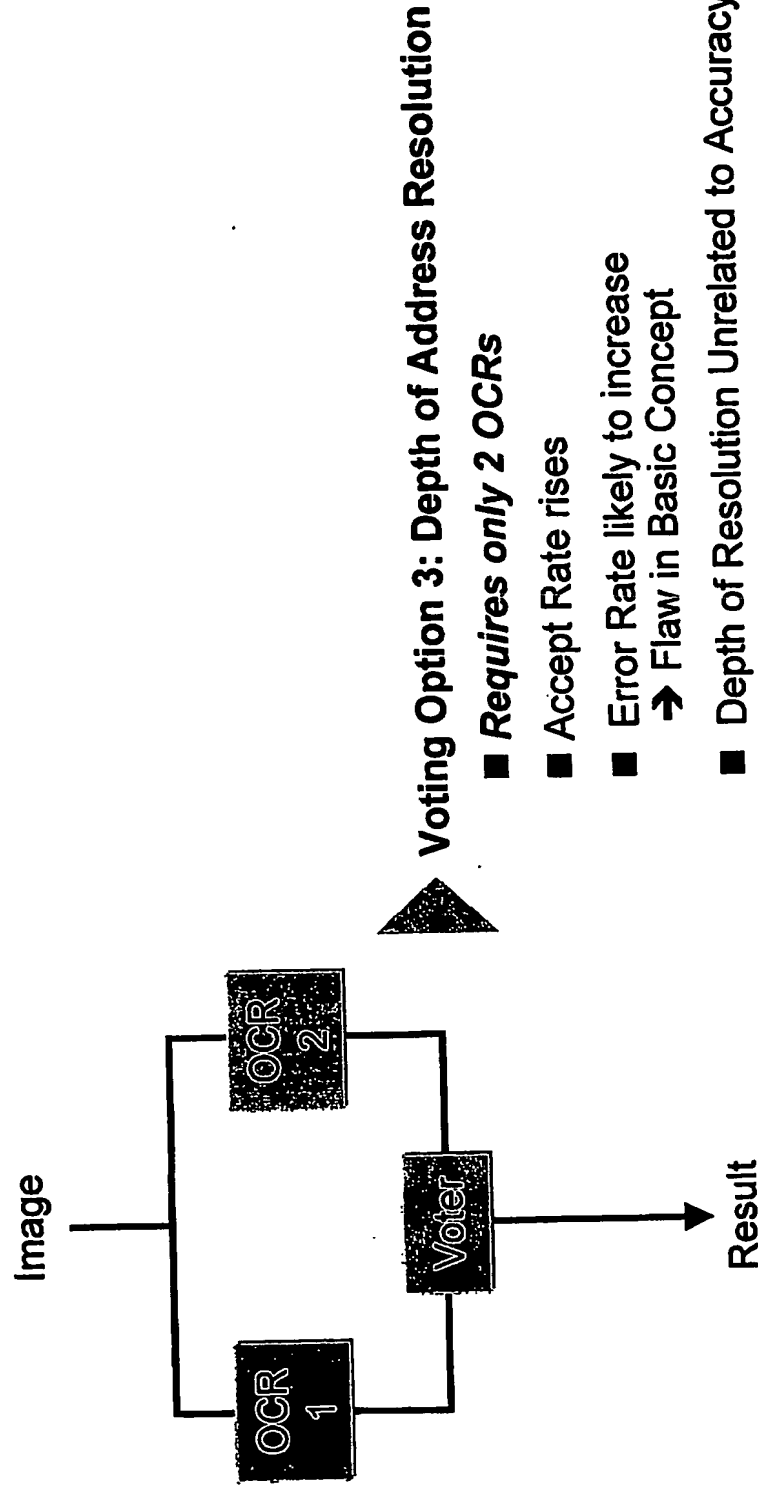 Image
OCR
1
OCR
2
Voter
Result
Voting Option 3: Depth of Address Resolution
■ Requires only 2 OCRs
■ Accept Rate rises
■ Error Rate likely to increase
➔ Flaw in Basic Concept
■ Depth of Resolution Unrelated to Accuracy